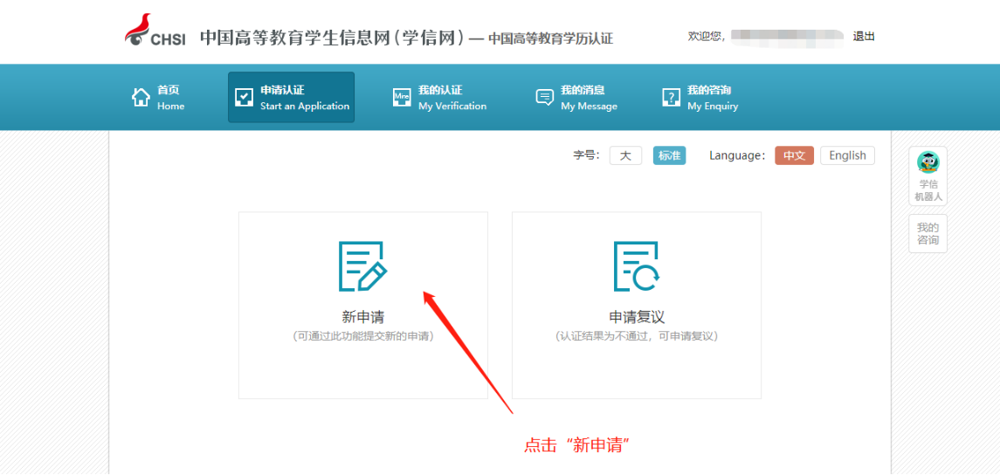 CHSI 中国高等教育学生信息网(学信网) — 中国高等教育学历认证
欢迎您, 退出
首页
Home
申请认证
Start an Application
Mine
我的认证
My Verification
我的消息
My Message
?
我的咨询
My Enquiry
字号： 大 标准 Language： 中文 English
学信
机器人
我的
咨询
新申请
（可通过此功能提交新的申请）
申请复议
（认证结果为不通过，可申请复议）
点击“新申请”